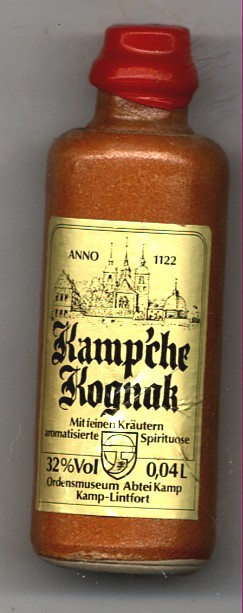 ANNO 1122
Kamp'che
Kognak
Mit feinen Kräutern
aromatisierte Spirituose
32%Vol 0,04L
Ordensmuseum Abtei Kamp
Kamp-Lintfort